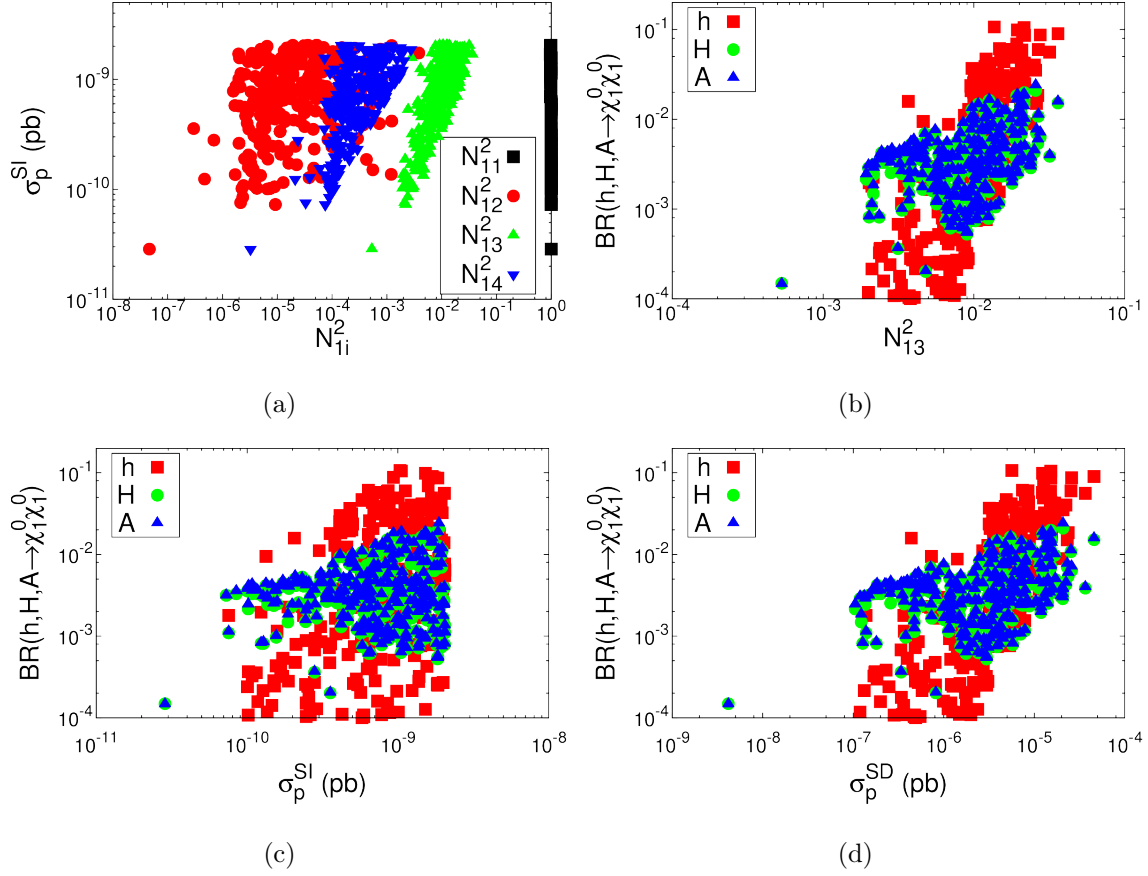 σ_p^SI (pb)
10^-9
10^-10
10^-11
10^-8 10^-7 10^-6 10^-5 10^-4 10^-3 10^-2 10^-1 10^0 0
N_1i^2
N_11^2
N_12^2
N_13^2
N_14^2
(a)
BR(h,H,A→χ_1^0χ_1^0)
10^-1
10^-2
10^-3
10^-4
10^-4 10^-3 10^-2 10^-1
N_13^2
h
H
A
(b)
BR(h,H,A→χ_1^0χ_1^0)
10^-1
10^-2
10^-3
10^-4
10^-11 10^-10 10^-9 10^-8
σ_p^SI (pb)
h
H
A
(c)
BR(h,H,A→χ_1^0χ_1^0)
10^-1
10^-2
10^-3
10^-4
10^-9 10^-8 10^-7 10^-6 10^-5 10^-4
σ_p^SD (pb)
h
H
A
(d)